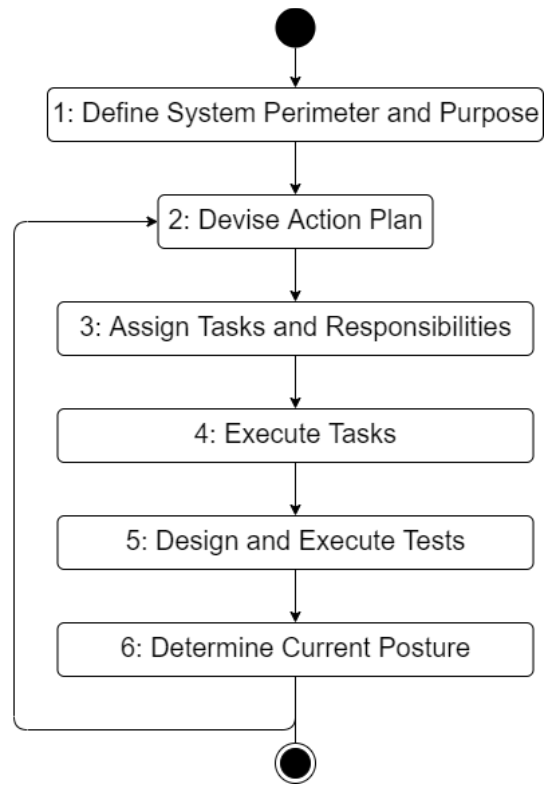 1: Define System Perimeter and Purpose
2: Devise Action Plan
3: Assign Tasks and Responsibilities
4: Execute Tasks
5: Design and Execute Tests
6: Determine Current Posture